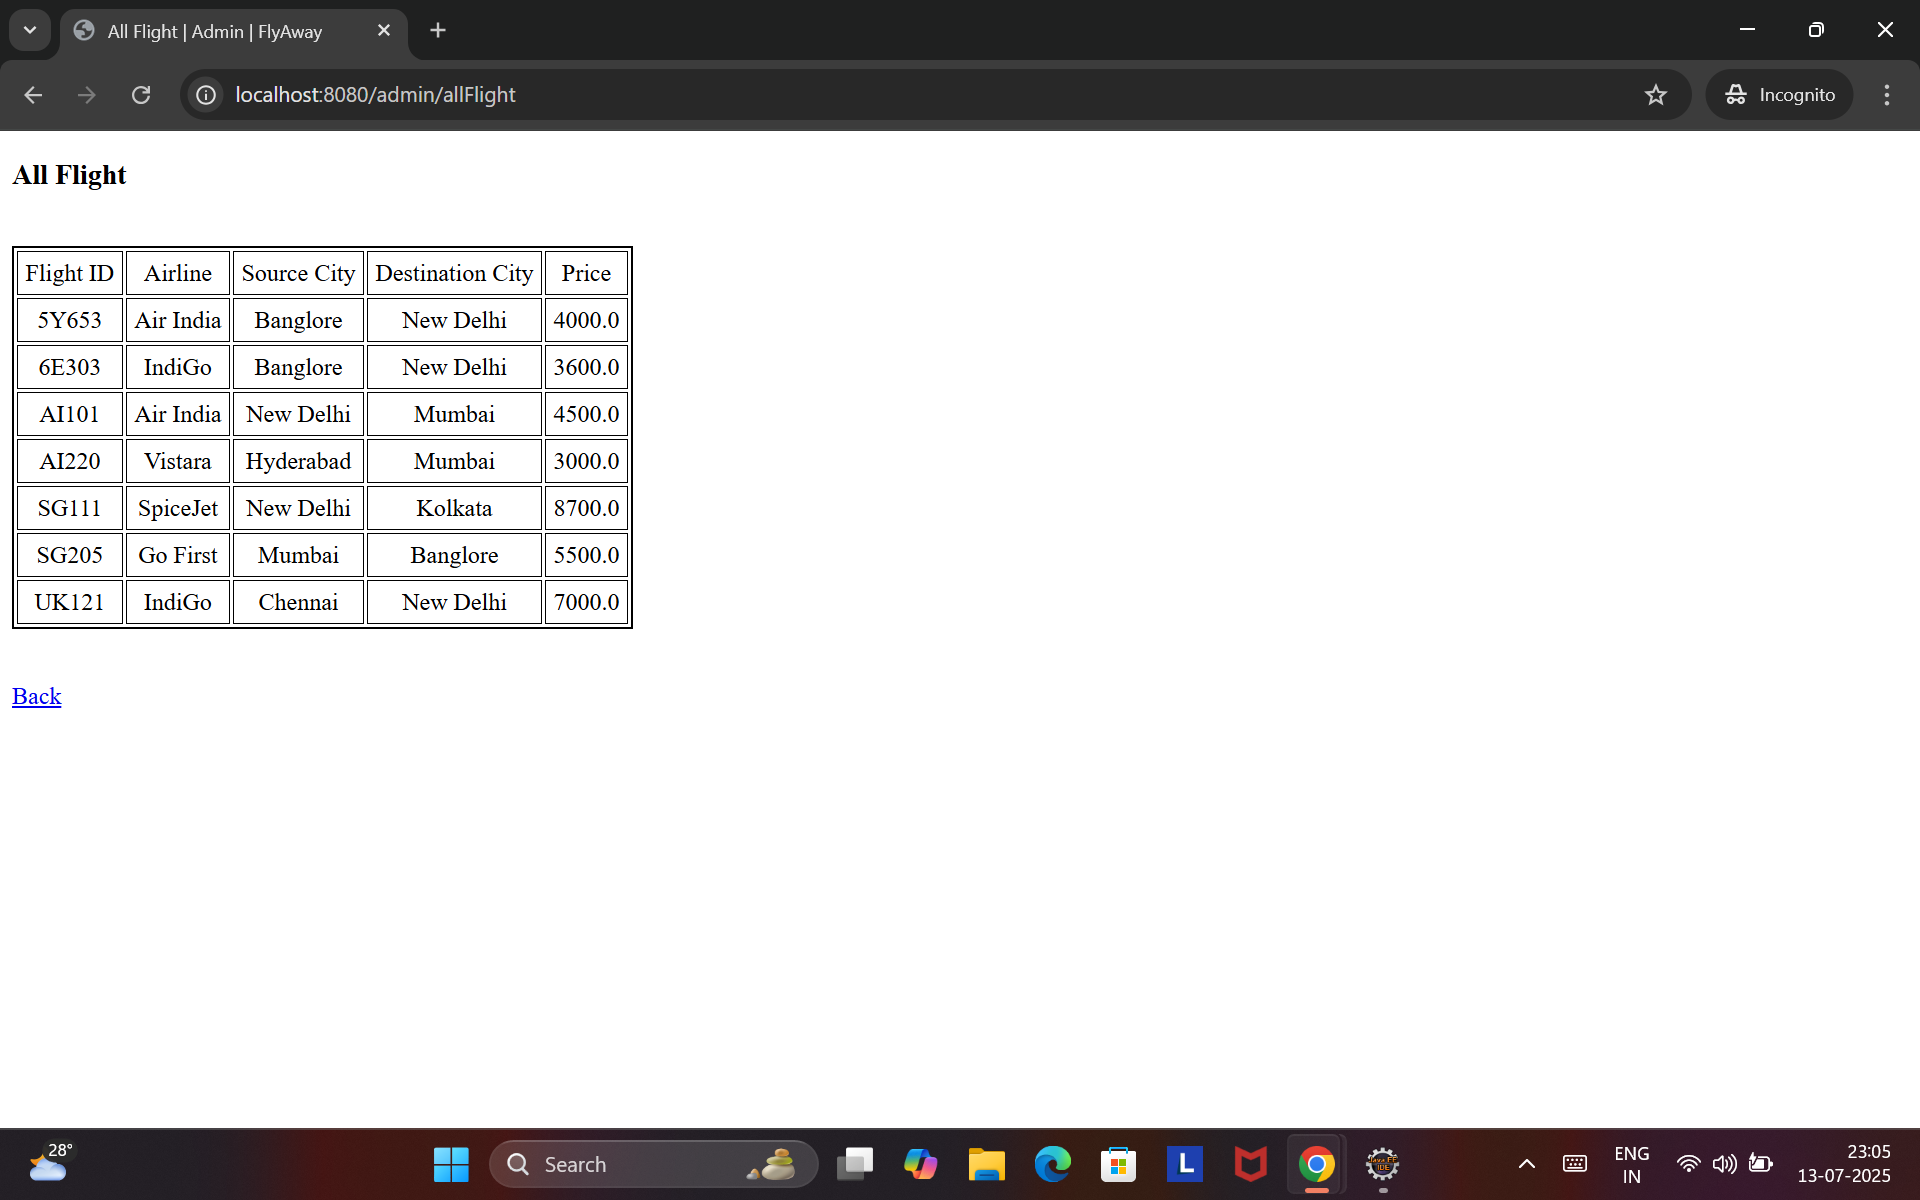 All Flight | Admin | FlyAway
localhost:8080/admin/allFlight
Incognito
All Flight
Flight ID Airline Source City Destination City Price
5Y653 Air India Banglore New Delhi 4000.0
6E303 IndiGo Banglore New Delhi 3600.0
AI101 Air India New Delhi Mumbai 4500.0
AI220 Vistara Hyderabad Mumbai 3000.0
SG111 SpiceJet New Delhi Kolkata 8700.0
SG205 Go First Mumbai Banglore 5500.0
UK121 IndiGo Chennai New Delhi 7000.0
Back
28°
Search
L
Java EE
IDE
ENG
IN
23:05
13-07-2025